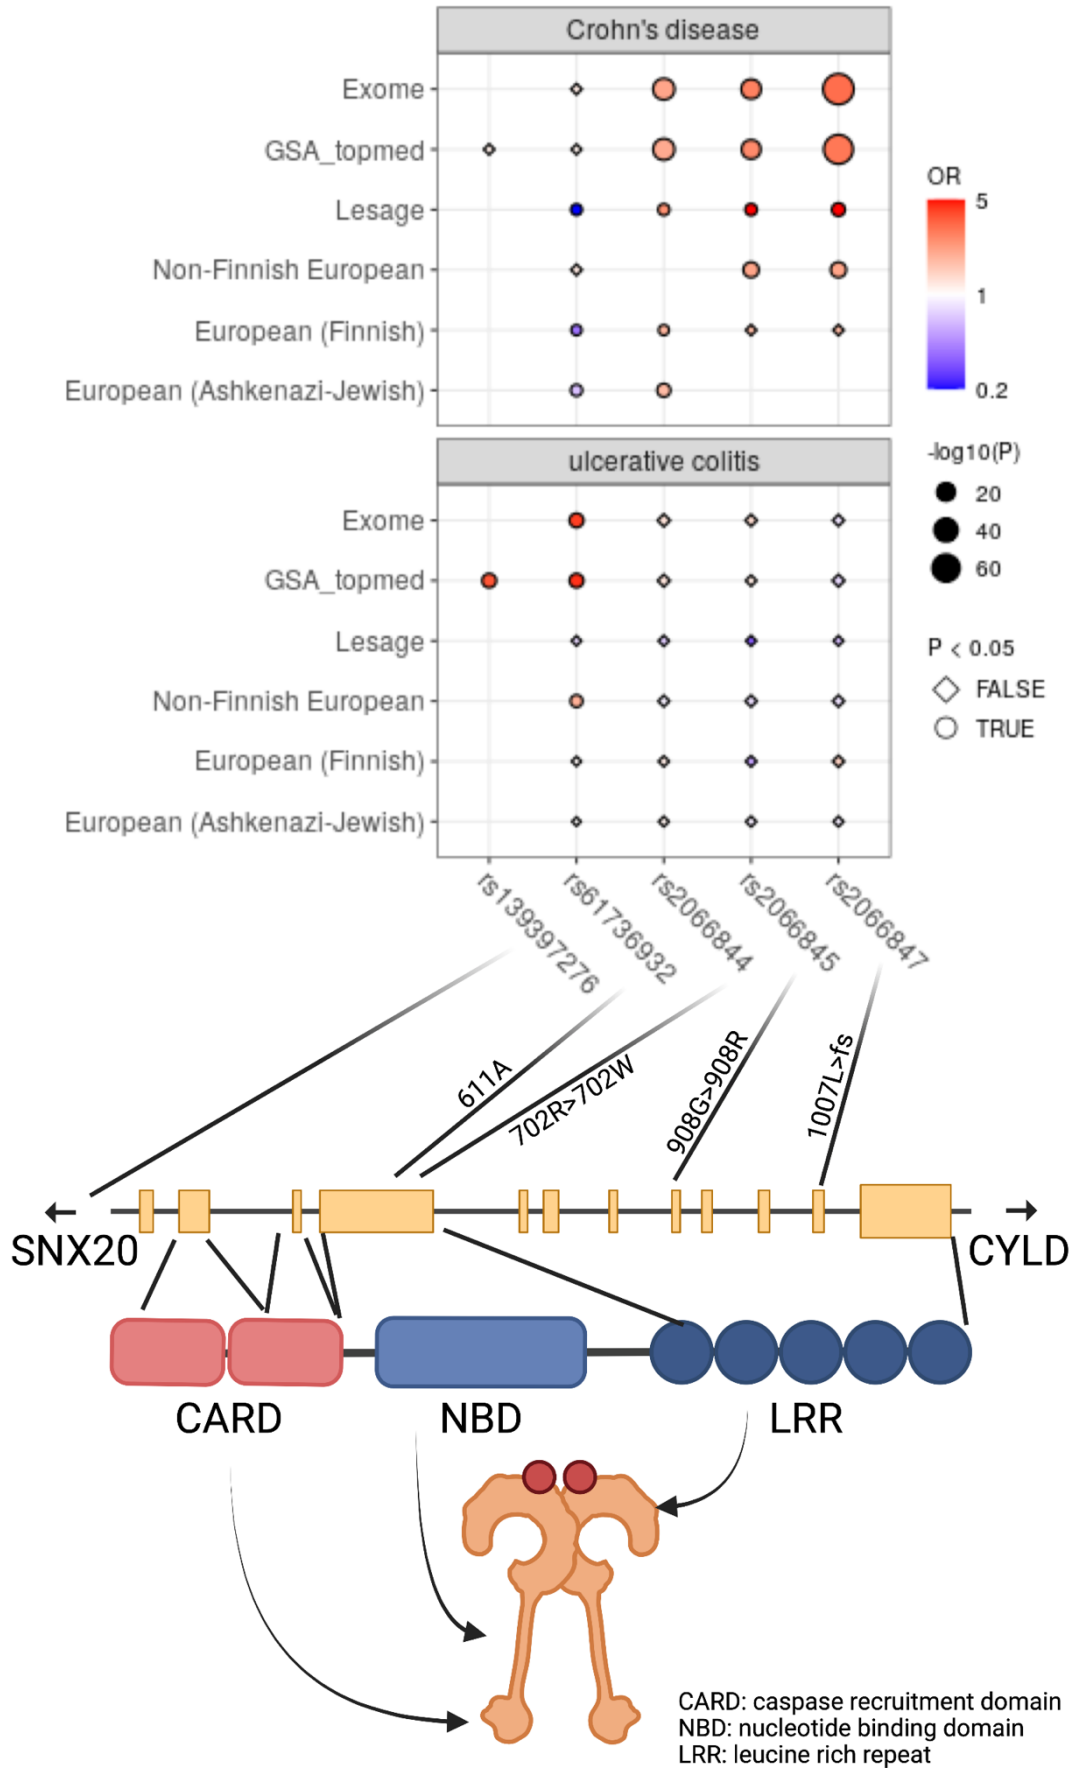 Crohn's disease
Exome
GSA_topmed
Lesage
Non-Finnish European
European (Finnish)
European (Ashkenazi-Jewish)
OR
5
1
0.2
-log10(P)
20
40
60
P < 0.05
FALSE
TRUE
ulcerative colitis
Exome
GSA_topmed
Lesage
Non-Finnish European
European (Finnish)
European (Ashkenazi-Jewish)
rs139397276
rs61736932
rs2066844
rs2066845
rs2066847
611A
702R>702W
908G>908R
1007L>fs
SNX20
CYLD
CARD
NBD
LRR
CARD: caspase recruitment domain
NBD: nucleotide binding domain
LRR: leucine rich repeat